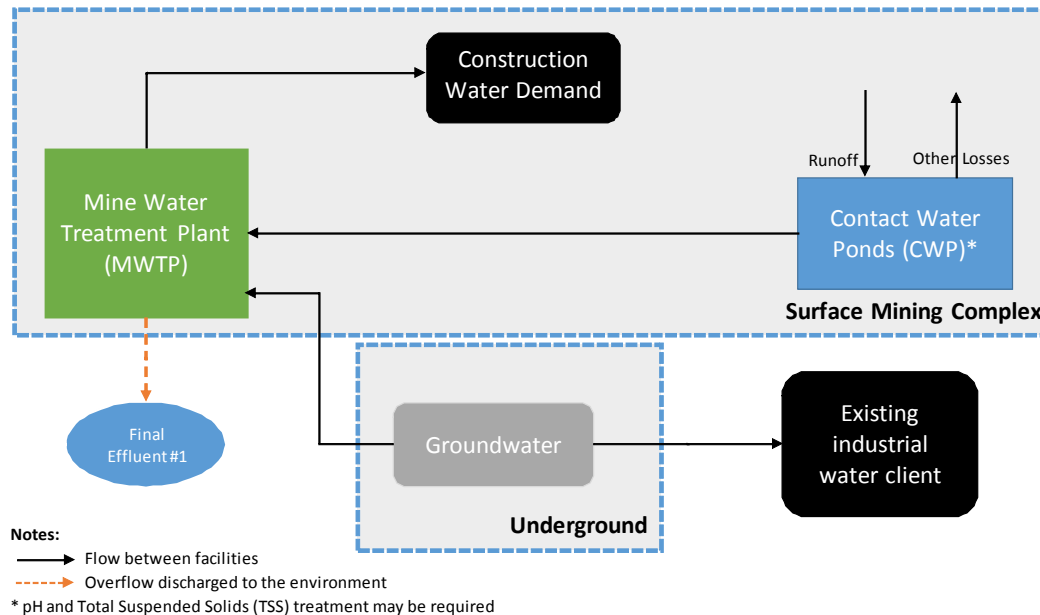 Construction
Water Demand
Runoff
Other Losses
Mine Water
Treatment Plant
(MWTP)
Contact Water
Ponds (CWP)*
Surface Mining Complex
Final
Effluent #1
Groundwater
Existing
industrial
water client
Underground
Notes:
Flow between facilities
Overflow discharged to the environment
* pH and Total Suspended Solids (TSS) treatment may be required